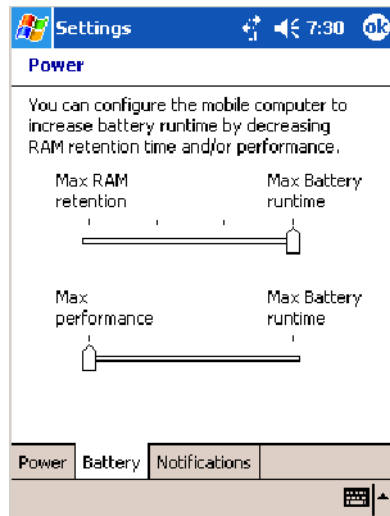 Settings 7:30 ok
Power
You can configure the mobile computer to
increase battery runtime by decreasing
RAM retention time and/or performance.
Max RAM Max Battery
retention runtime
Max Max Battery
performance runtime
Power Battery Notifications